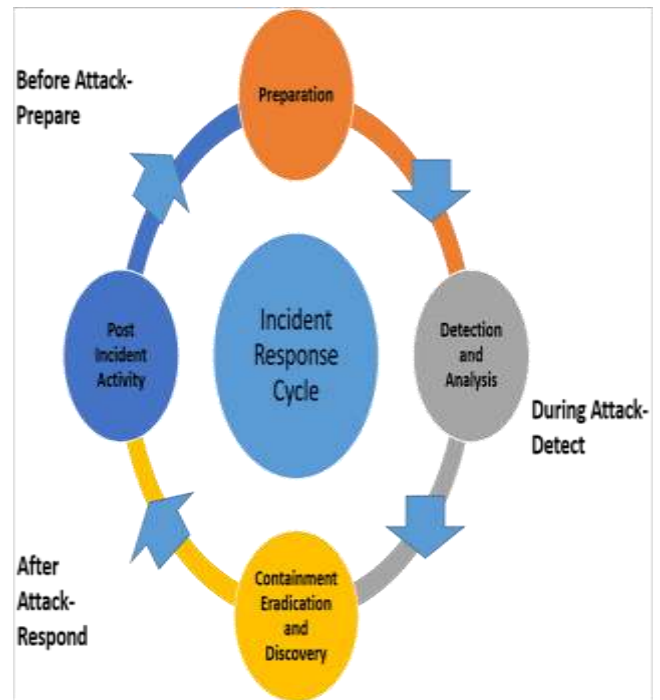 Before Attack-
Prepare
Preparation
Incident
Response
Cycle
Post
Incident
Activity
Detection
and
Analysis
During Attack-
Detect
After
Attack-
Respond
Containment
Eradication
and
Discovery